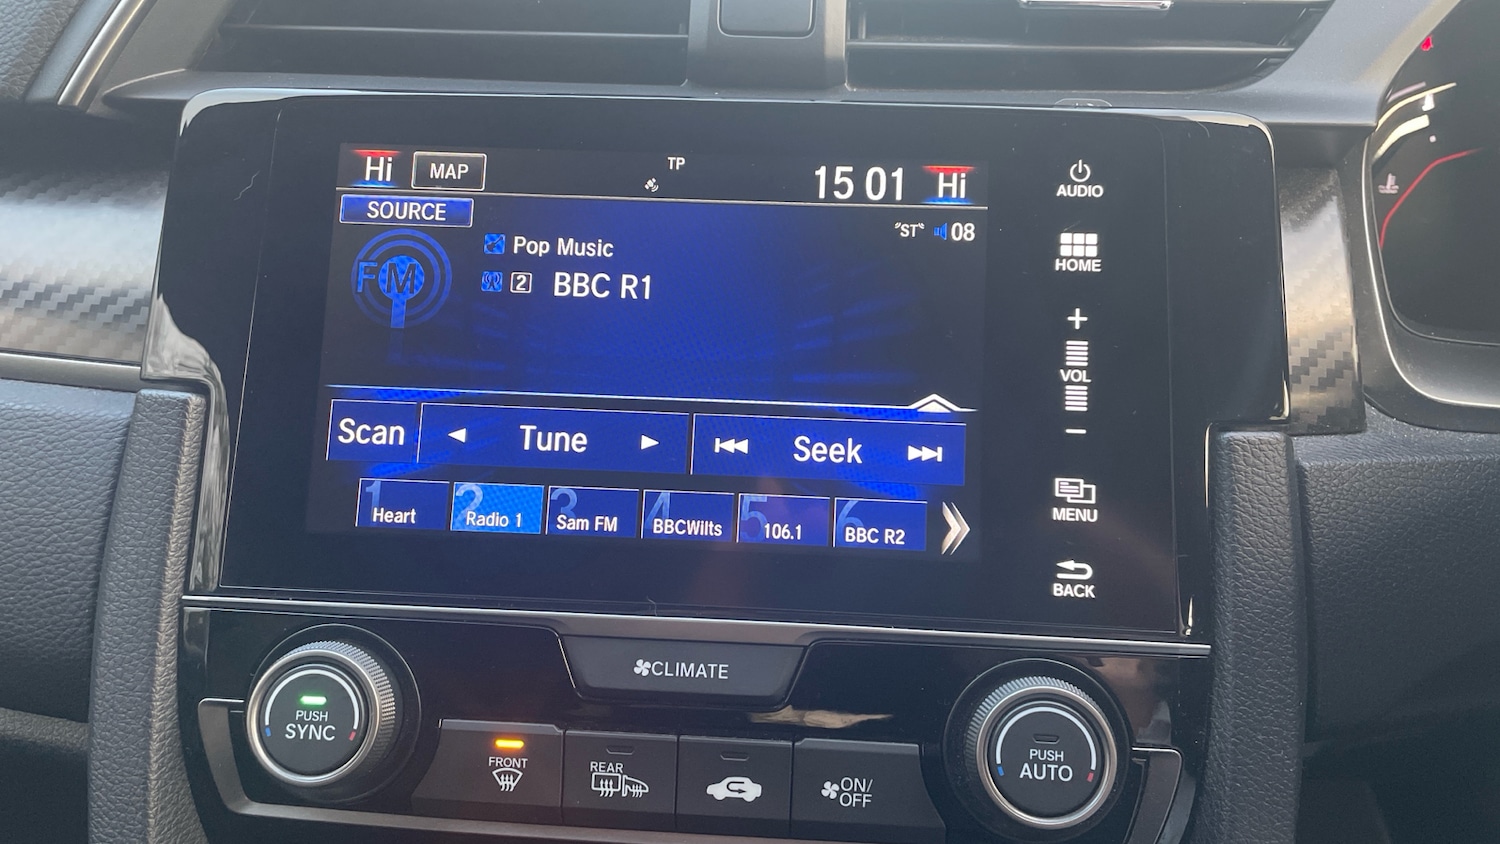 Hi MAP TP 15 01 Hi
AUDIO
SOURCE
"ST" 08
FM
Pop Music
2 BBC R1
HOME
+
VOL
-
Scan Tune Seek
1 Heart
2 Radio 1
3 Sam FM
4 BBCWilts
5 106.1
6 BBC R2
MENU
BACK
CLIMATE
PUSH
SYNC
FRONT
REAR
ON/
OFF
PUSH
AUTO